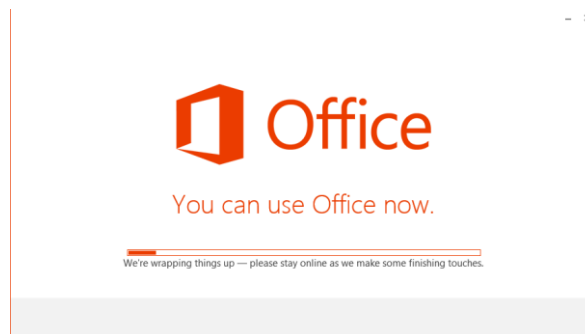 Office
You can use Office now.
We're wrapping things up — please stay online as we make some finishing touches.